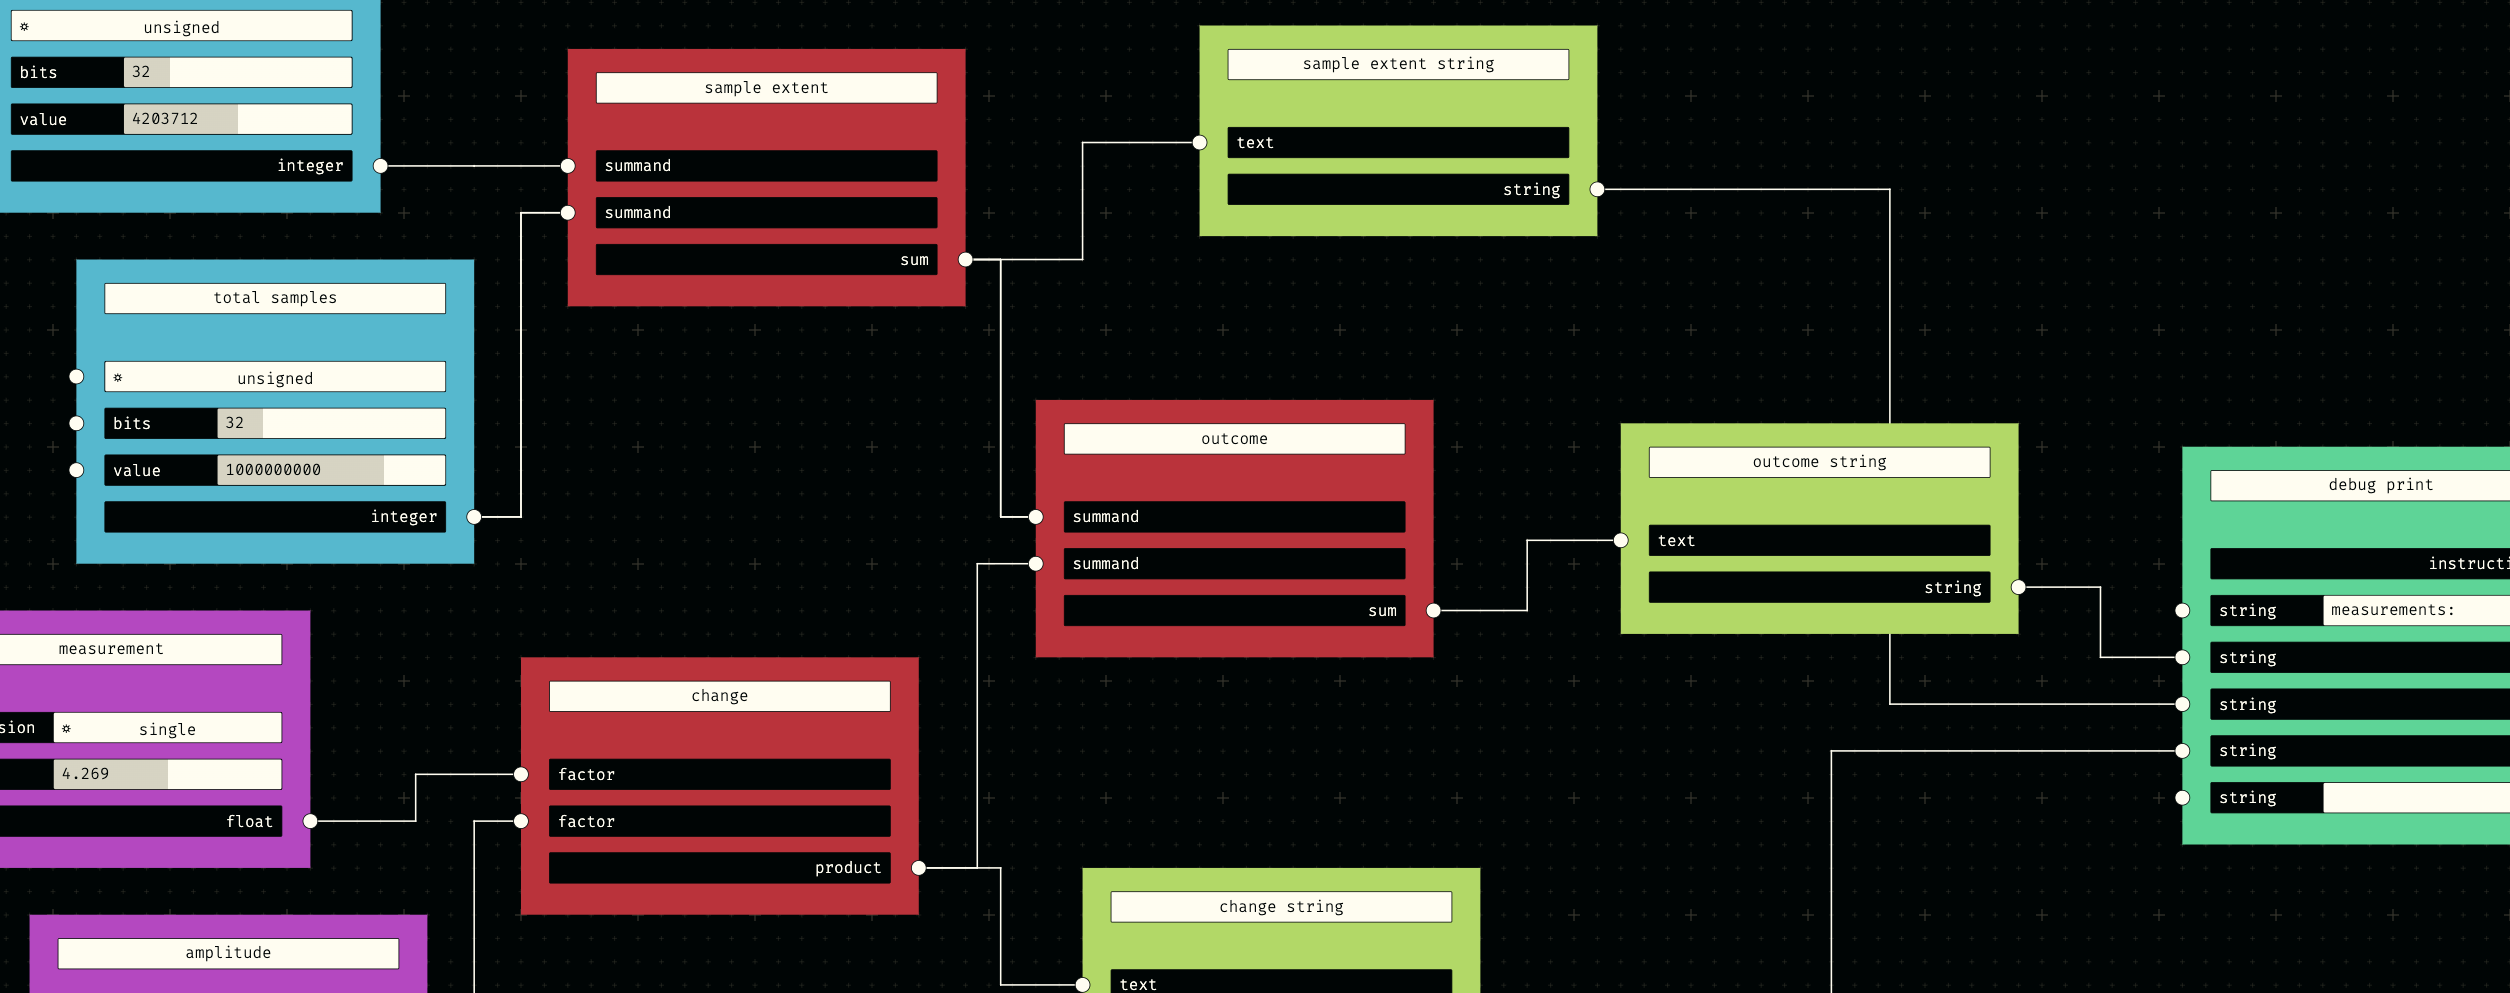 unsigned
bits 32
value 4203712
integer
total samples
unsigned
bits 32
value 1000000000
integer
measurement
sion single
4.269
float
amplitude
sample extent
summand
summand
sum
change
factor
factor
product
sample extent string
text
string
outcome
summand
summand
sum
change string
text
outcome string
text
string
debug print
instructi
string measurements:
string
string
string
string